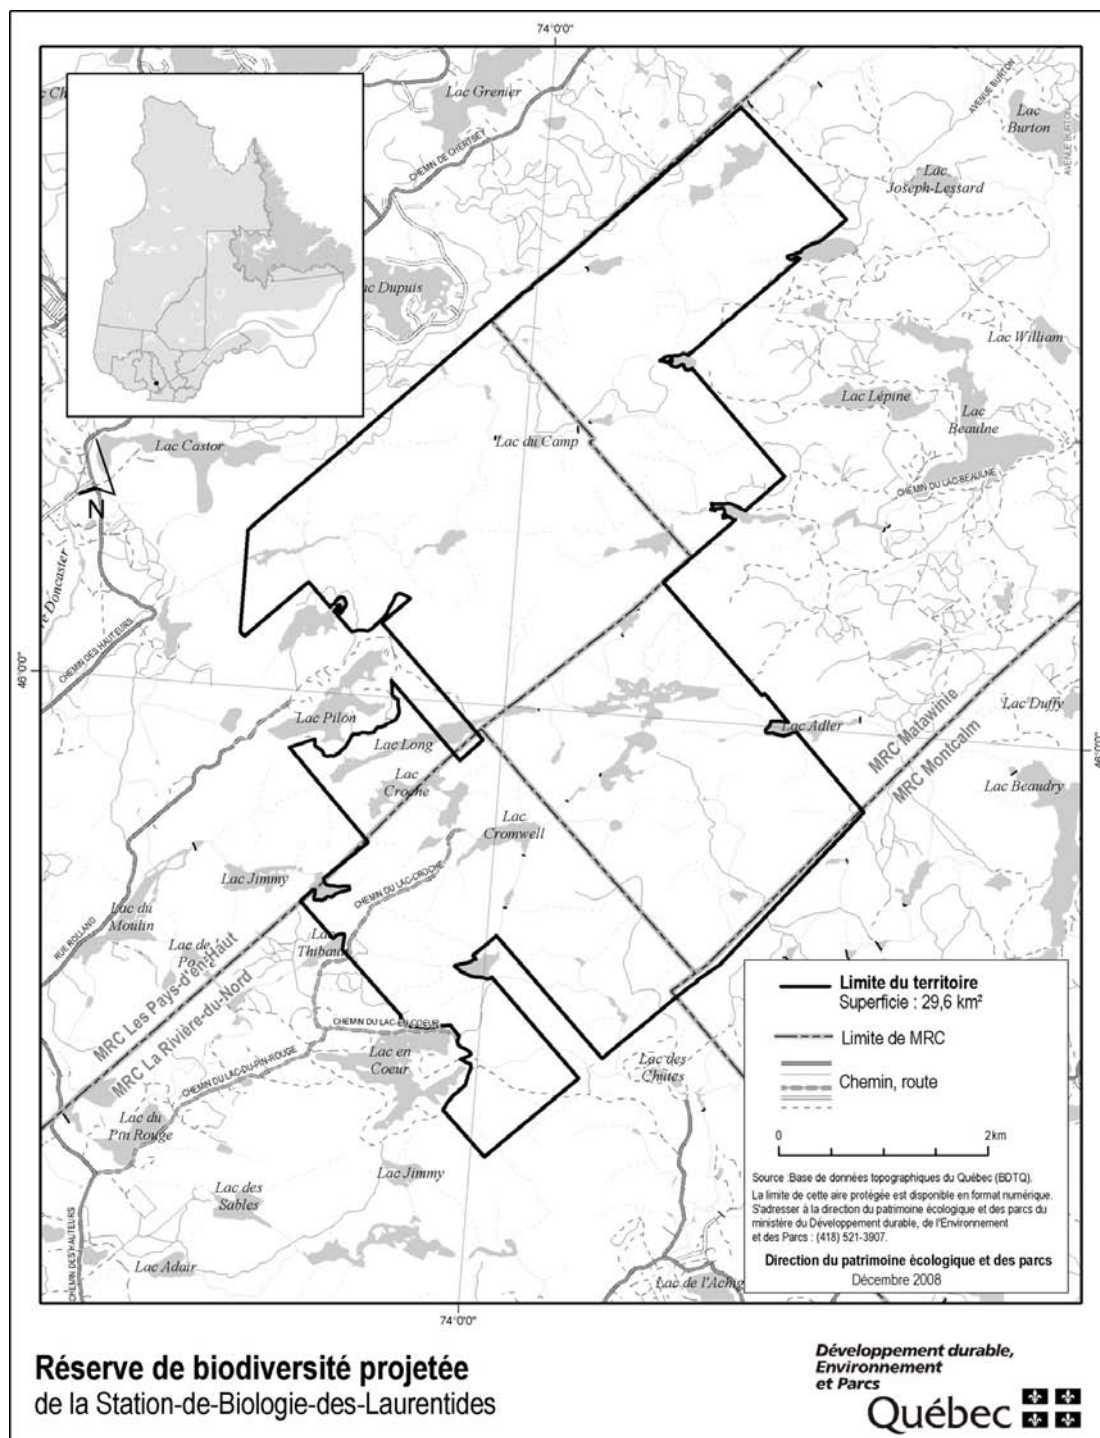 74°0'0"
Lac Grenier
CHEMIN DE CHERTSEY
AVENUE BURTON
Lac
Burton
AVENUE BURTON
Lac
Joseph-Lessard
Dupuis
Lac William
Lac Lépine
Lac
Beaulne
CHEMIN DU LAC-BEAULNE
Lac Castor
Lac du Camp
N
Doncaster
CHEMIN DES HAUTEURS
46°0'0"
Lac Pilon
Lac Long
Lac
Croche
Lac
Cromwell
Lac Adler
MRC Matawinie
MRC Montcalm
Lac Duffy
46°0'0"
Lac Beaudry
Lac Jimmy
CHEMIN DU LAC-CROCHE
Lac du
Moulin
RUE ROLLAND
Lac de
MRC Les Pays-d'en-Haut
MRC La Rivière-du-Nord
CHEMIN DU LAC-EN-COEUR
Lac en
Coeur
CHEMIN DU LAC-DU-PIN-ROUGE
Lac des
Chutes
Lac du
Pin Rouge
Lac Jimmy
Lac des
Sables
CHEMIN DES HAUTEURS
Lac Adair
Lac de l'Achig
74°0'0"
Limite du territoire
Superficie : 29,6 km²
Limite de MRC
Chemin, route
0 2km
Source :Base de données topographiques du Québec (BDTQ).
La limite de cette aire protégée est disponible en format numérique.
S'adresser à la direction du patrimoine écologique et des parcs du
ministère du Développement durable, de l'Environnement
et des Parcs : (418) 521-3907.
Direction du patrimoine écologique et des parcs
Décembre 2008
Réserve de biodiversité projetée
de la Station-de-Biologie-des-Laurentides
Développement durable,
Environnement
et Parcs
Québec